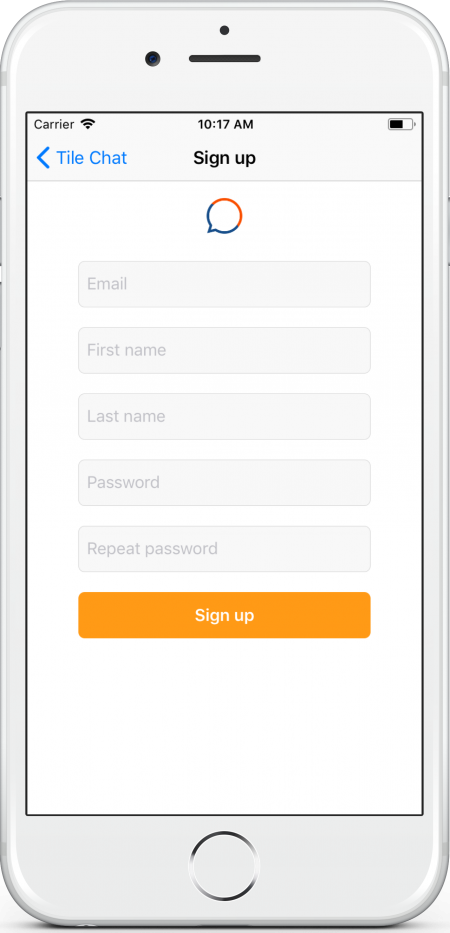 Carrier
10:17 AM
Tile Chat
Sign up
Email
First name
Last name
Password
Repeat password
Sign up